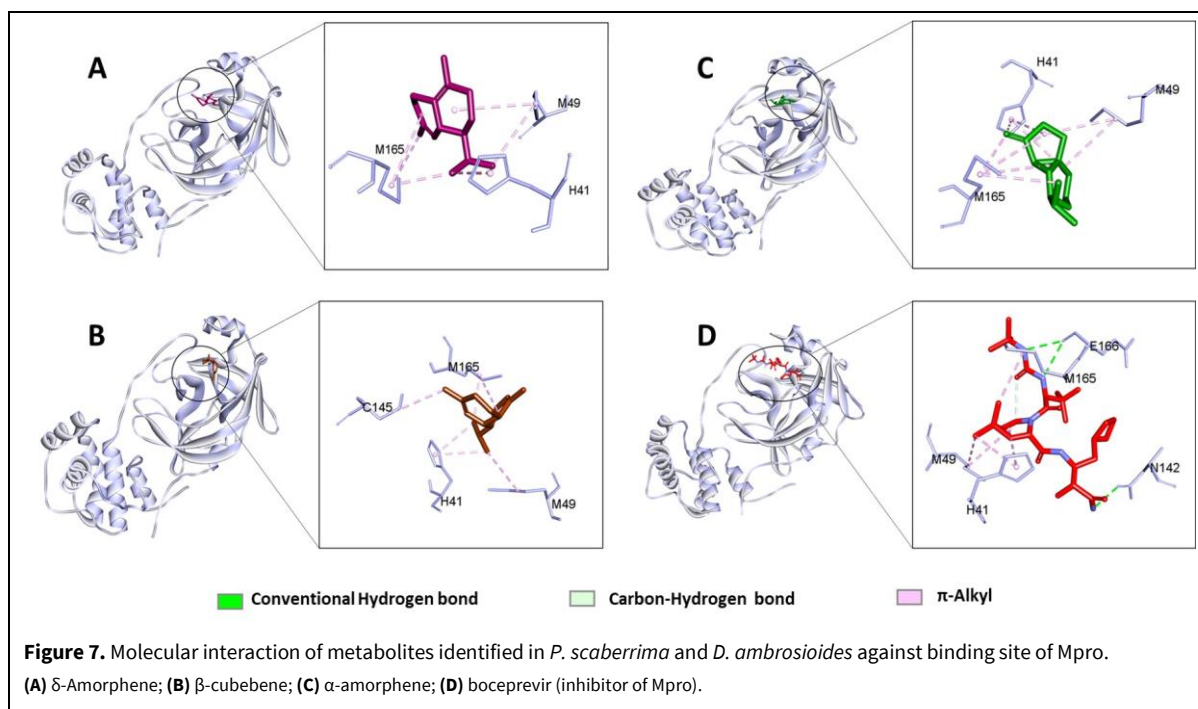 A
M49
M165
H41
C
H41
M49
M165
B
M165
C145
H41
M49
D
E166
M165
M49
N142
H41
Conventional Hydrogen bond Carbon-Hydrogen bond π-Alkyl
Figure 7. Molecular interaction of metabolites identified in P. scaberrima and D. ambrosioides against binding site of Mpro.
(A) δ-Amorphene; (B) β-cubebene; (C) α-amorphene; (D) boceprevir (inhibitor of Mpro).